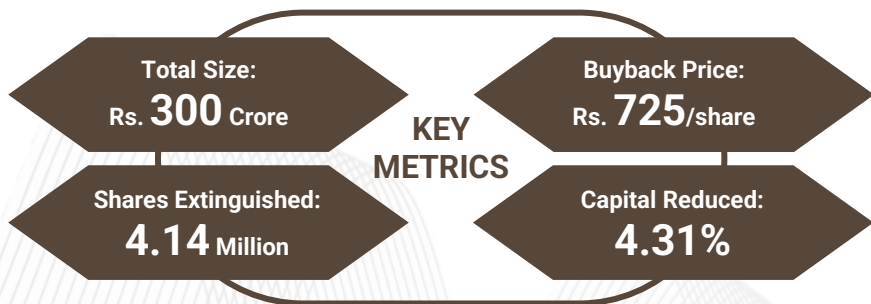 Total Size:
Rs. 300 Crore
Buyback Price:
Rs. 725/share
KEY
METRICS
Shares Extinguished:
4.14 Million
Capital Reduced:
4.31%